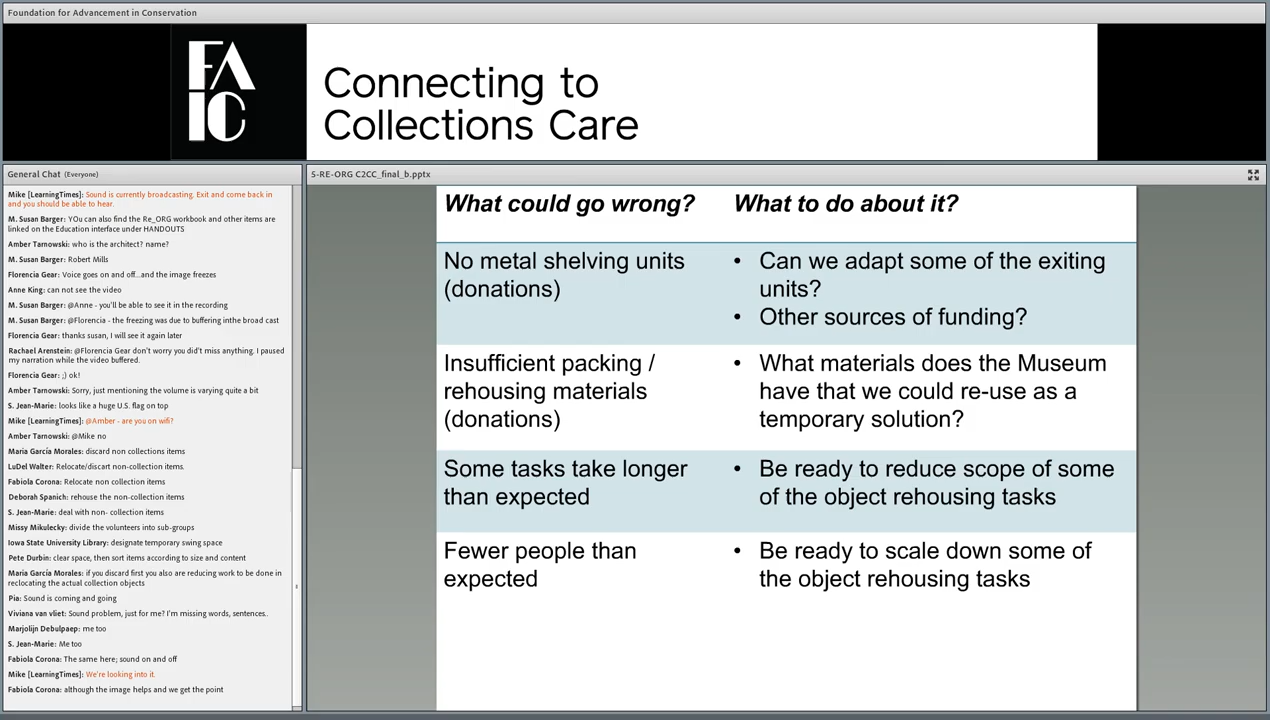 Foundation for Advancement in Conservation
FA
IC
Connecting to
Collections Care
General Chat (Everyone)
Mike [LearningTimes]: Sound is currently broadcasting. Exit and come back in
and you should be able to hear.
M. Susan Barger: YOu can also find the Re_ORG workbook and other items are
linked on the Education interface under HANDOUTS
Amber Tarnowski: who is the architect? name?
M. Susan Barger: Robert Mills
Florencia Gear: Voice goes on and off...and the image freezes
Anne King: can not see the video
M. Susan Barger: @Anne - you'll be able to see it in the recording
M. Susan Barger: @Florencia - the freezing was due to buffering inthe broad cast
Florencia Gear: thanks susan, I will see it again later
Rachael Arenstein: @Florencia Gear don't worry you did't miss anything. I paused
my narration while the video buffered.
Florencia Gear: ;) ok!
Amber Tarnowski: Sorry, just mentioning the volume is varying quite a bit
S. Jean-Marie: looks like a huge U.S. flag on top
Mike [LearningTimes]: @Amber - are you on wifi?
Amber Tarnowski: @Mike no
Maria García Morales: discard non collections items
LuDel Walter: Relocate/discart non-collection items.
Fabiola Corona: Relocate non collection items
Deborah Spanich: rehouse the non-collection items
S. Jean-Marie: deal with non- collection items
Missy Mikulecky: divide the volunteers into sub-groups
Iowa State University Library: designate temporary swing space
Pete Durbin: clear space, then sort items according to size and content
Maria García Morales: if you discard first you also are reducing work to be done in
reclocating the actual collection objects
Pia: Sound is coming and going
Viviana van vliet: Sound problem, just for me? I'm missing words, sentences..
Marjolijn Debulpaep: me too
S. Jean-Marie: Me too
Fabiola Corona: The same here; sound on and off
Mike [LearningTimes]: We're looking into it.
Fabiola Corona: although the image helps and we get the point
5-RE-ORG C2CC_final_b.pptx
What could go wrong? What to do about it?
No metal shelving units
(donations)
• Can we adapt some of the exiting
units?
• Other sources of funding?
Insufficient packing /
rehousing materials
(donations)
• What materials does the Museum
have that we could re-use as a
temporary solution?
Some tasks take longer
than expected
• Be ready to reduce scope of some
of the object rehousing tasks
Fewer people than
expected
• Be ready to scale down some of
the object rehousing tasks